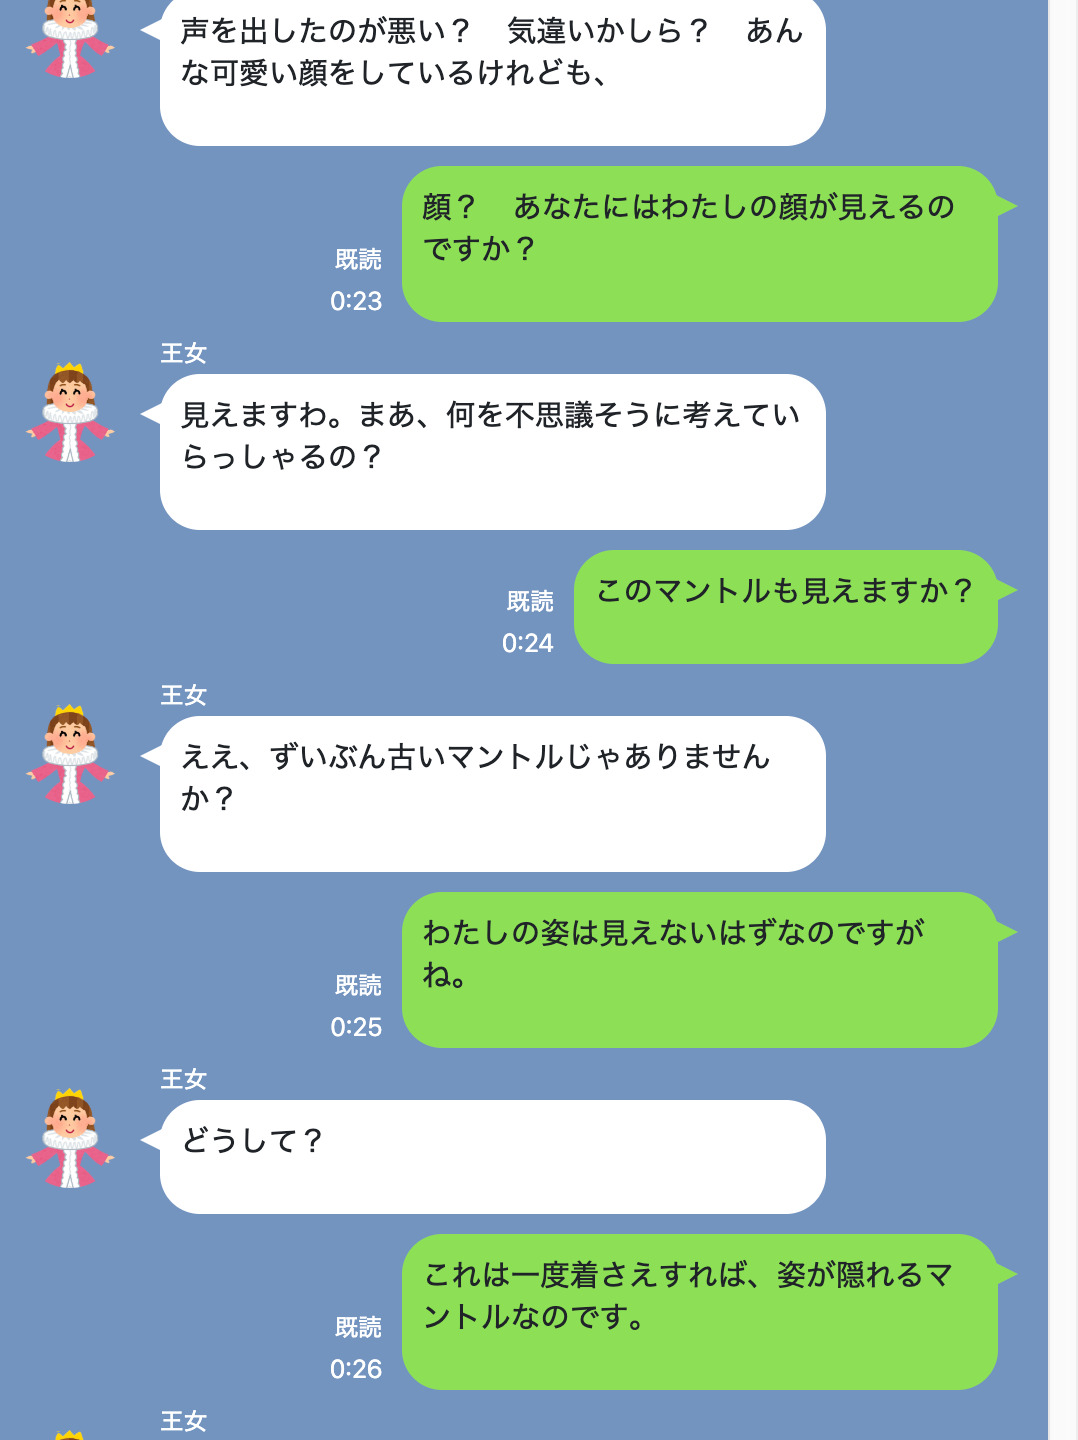 声を出したのが悪い？　気違いかしら？　あん
な可愛い顔をしているけれども、
顔？　あなたにはわたしの顔が見えるの
ですか？
既読
0:23
王女
見えますわ。まあ、何を不思議そうに考えてい
らっしゃるの？
このマントルも見えますか？
既読
0:24
王女
ええ、ずいぶん古いマントルじゃありません
か？
わたしの姿は見えないはずなのですが
ね。
既読
0:25
王女
どうして？
これは一度着さえすれば、姿が隠れるマ
ントルなのです。
既読
0:26
王女